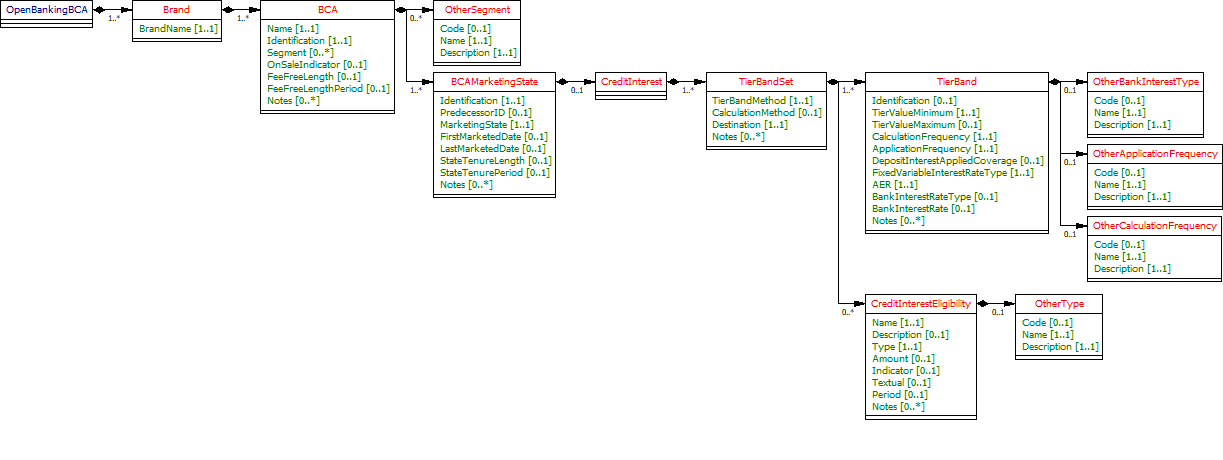 OpenBankingBCA
1..*
Brand
BrandName [1..1]
1..*
BCA
Name [1..1]
Identification [1..1]
Segment [0..*]
OnSaleIndicator [0..1]
FeeFreeLength [0..1]
FeeFreeLengthPeriod [0..1]
Notes [0..*]
0..*
OtherSegment
Code [0..1]
Name [1..1]
Description [1..1]
1..*
BCAMarketingState
Identification [1..1]
PredecessorID [0..1]
MarketingState [1..1]
FirstMarketedDate [0..1]
LastMarketedDate [0..1]
StateTenureLength [0..1]
StateTenurePeriod [0..1]
Notes [0..*]
0..1
CreditInterest
1..*
TierBandSet
TierBandMethod [1..1]
CalculationMethod [0..1]
Destination [1..1]
Notes [0..*]
1..*
TierBand
Identification [0..1]
TierValueMinimum [1..1]
TierValueMaximum [0..1]
CalculationFrequency [1..1]
ApplicationFrequency [1..1]
DepositInterestAppliedCoverage [0..1]
FixedVariableInterestRateType [1..1]
AER [1..1]
BankInterestRateType [0..1]
BankInterestRate [0..1]
Notes [0..*]
0..1
OtherBankInterestType
Code [0..1]
Name [1..1]
Description [1..1]
0..1
OtherApplicationFrequency
Code [0..1]
Name [1..1]
Description [1..1]
0..1
OtherCalculationFrequency
Code [0..1]
Name [1..1]
Description [1..1]
0..*
CreditInterestEligibility
Name [1..1]
Description [0..1]
Type [1..1]
Amount [0..1]
Indicator [0..1]
Textual [0..1]
Period [0..1]
Notes [0..*]
0..1
OtherType
Code [0..1]
Name [1..1]
Description [1..1]